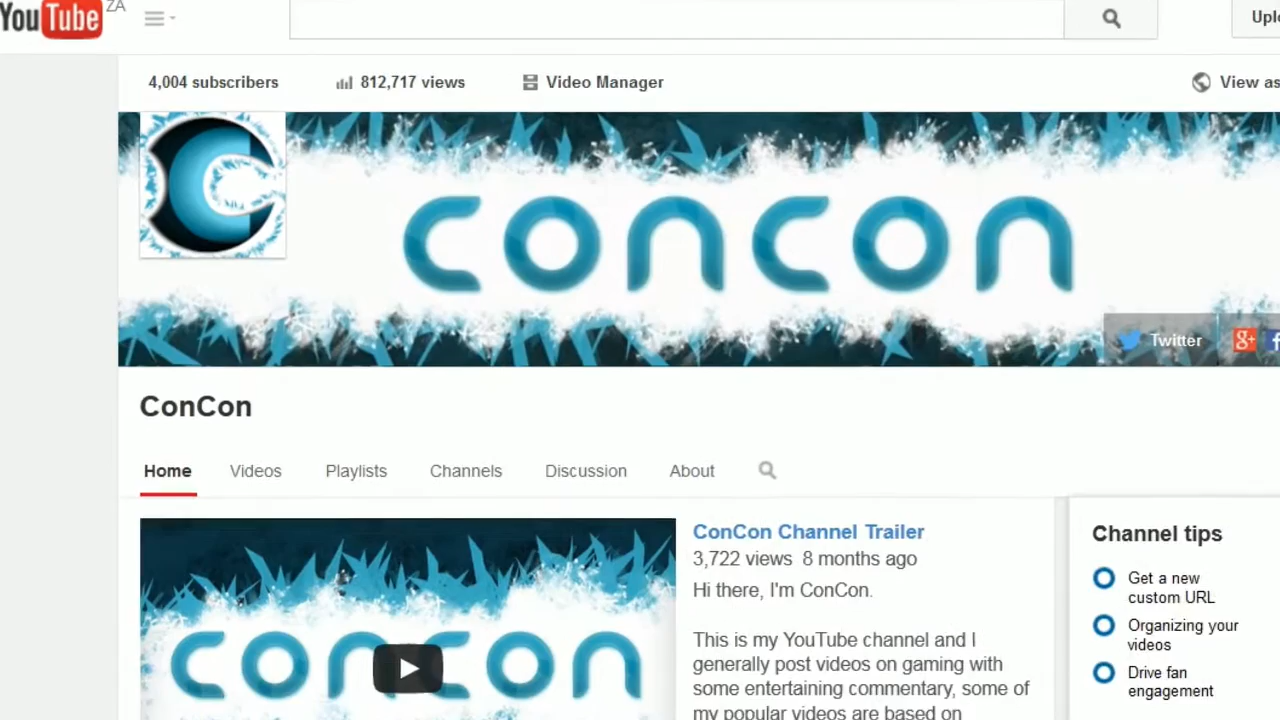 YouTube ZA
4,004 subscribers
812,717 views
Video Manager
View as
concon
Twitter
ConCon
Home
Videos
Playlists
Channels
Discussion
About
concon
ConCon Channel Trailer
3,722 views 8 months ago
Hi there, I'm ConCon.
This is my YouTube channel and I
generally post videos on gaming with
some entertaining commentary, some of
my popular videos are based on
Channel tips
Get a new
custom URL
Organizing your
videos
Drive fan
engagement